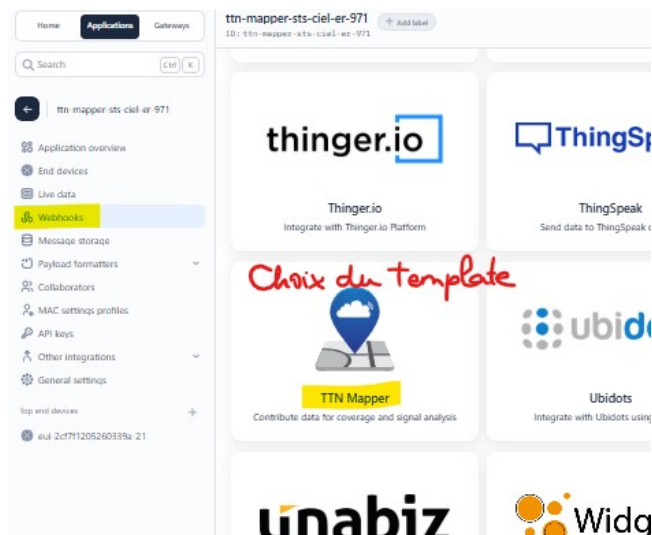 Home Applications Gateways
Search Ctrl K
ttn-mapper-sts-ciel-er-971
Application overview
End devices
Live data
Webhooks
Message storage
Payload formatters
Collaborators
MAC settings profiles
API keys
Other integrations
General settings
Top end devices
eui-2cf7f1205260339a-21
ttn-mapper-sts-ciel-er-971 + Add label
ID: ttn-mapper-sts-ciel-er-971
thinger.io
Thinger.io
Integrate with Thinger.io Platform
ThingSp
ThingSpeak
Send data to ThingSpeak
Choix du Template
TTN Mapper
Contribute data for coverage and signal analysis
ubido
Ubidots
Integrate with Ubidots using
unabiz
Widg